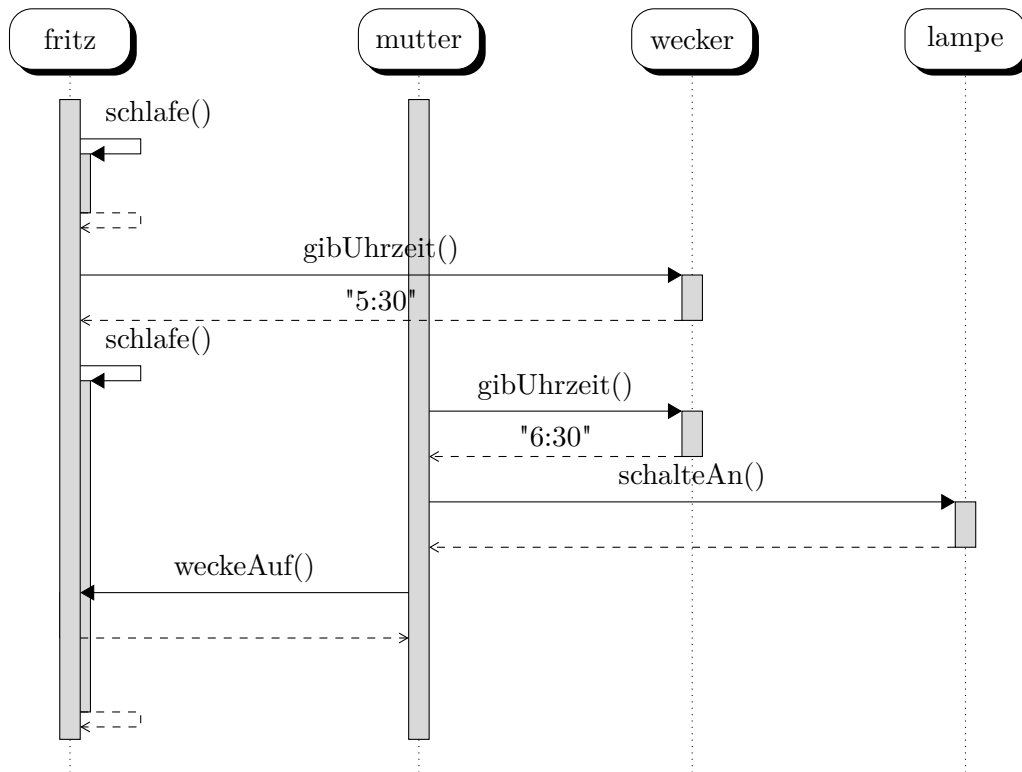 fritz
mutter
wecker
lampe
schlafe()
gibUhrzeit()
"5:30"
schlafe()
gibUhrzeit()
"6:30"
schalteAn()
weckeAuf()